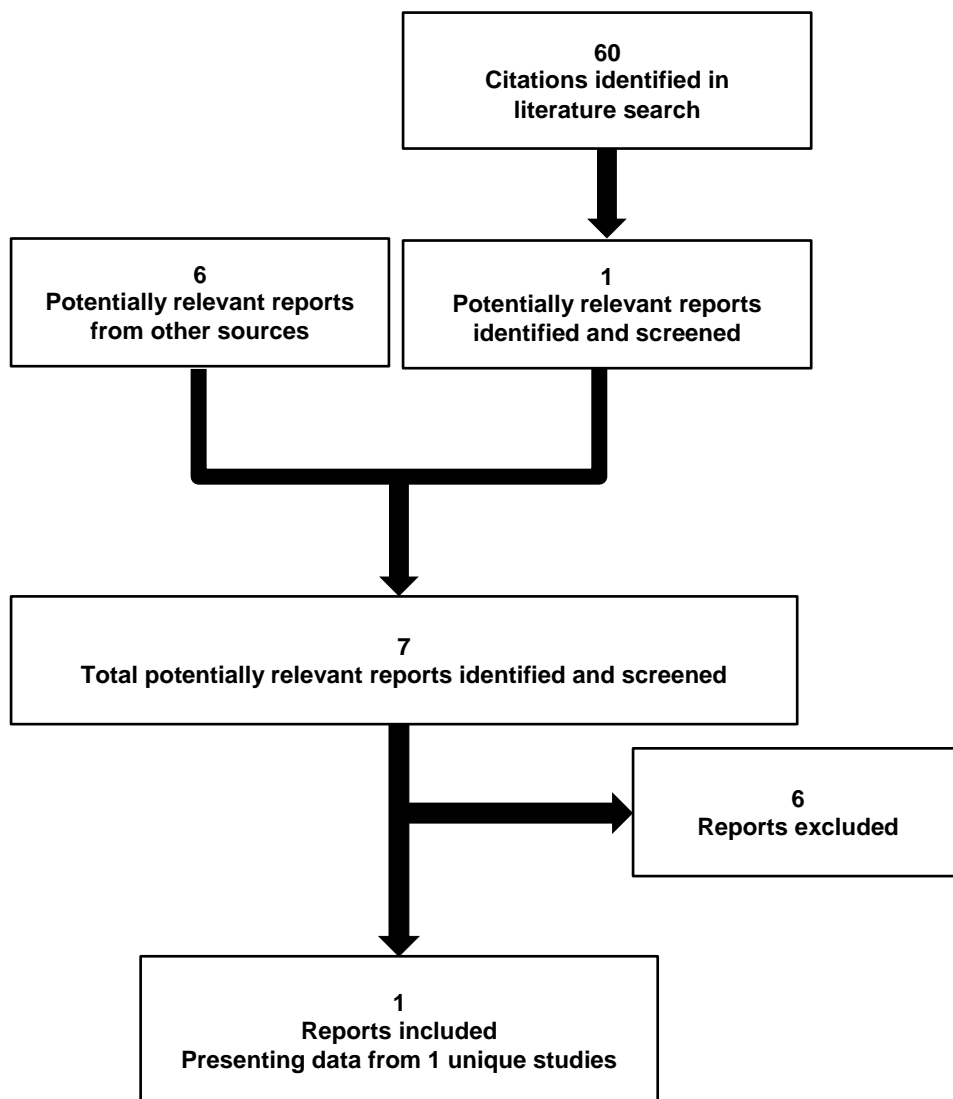 60
Citations identified in
literature search
6
Potentially relevant reports
from other sources
1
Potentially relevant reports
identified and screened
7
Total potentially relevant reports identified and screened
6
Reports excluded
1
Reports included
Presenting data from 1 unique studies